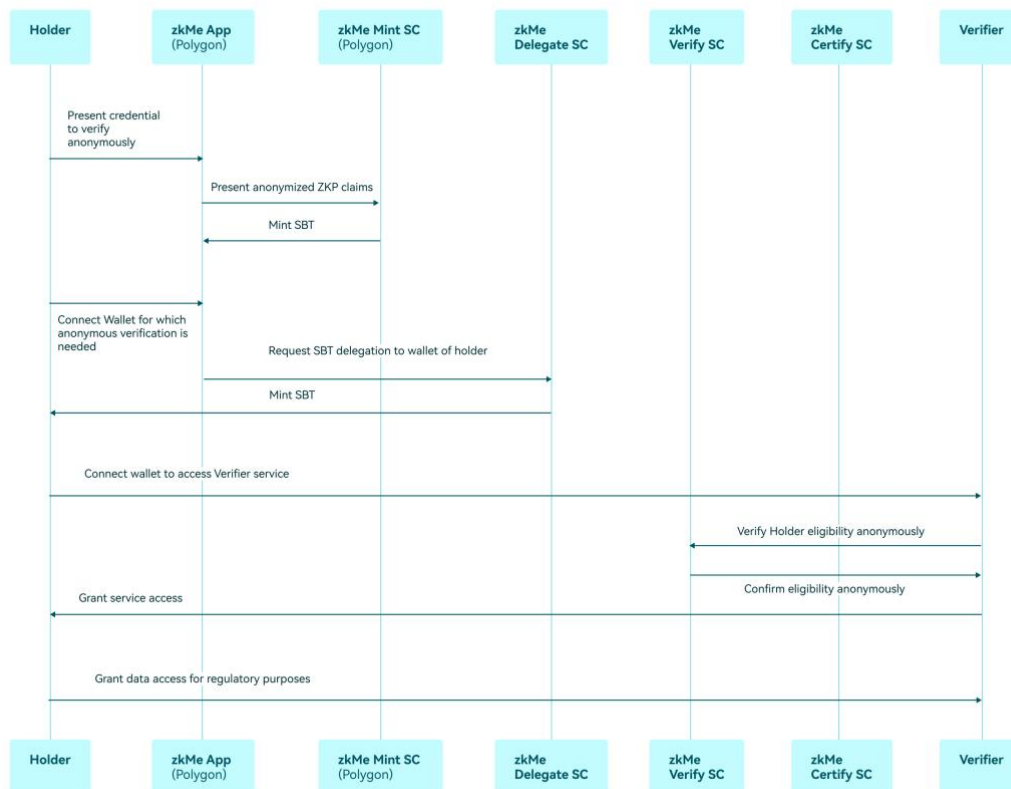 Holder
zkMe App
(Polygon)
zkMe Mint SC
(Polygon)
zkMe
Delegate SC
zkMe
Verify SC
zkMe
Certify SC
Verifier
Present credential
to verify
anonymously
Present anonymized ZKP claims
Mint SBT
Connect Wallet for which
anonymous verification is
needed
Request SBT delegation to wallet of holder
Mint SBT
Connect wallet to access Verifier service
Verify Holder eligibility anonymously
Confirm eligibility anonymously
Grant service access
Grant data access for regulatory purposes
Holder
zkMe App
(Polygon)
zkMe Mint SC
(Polygon)
zkMe
Delegate SC
zkMe
Verify SC
zkMe
Certify SC
Verifier